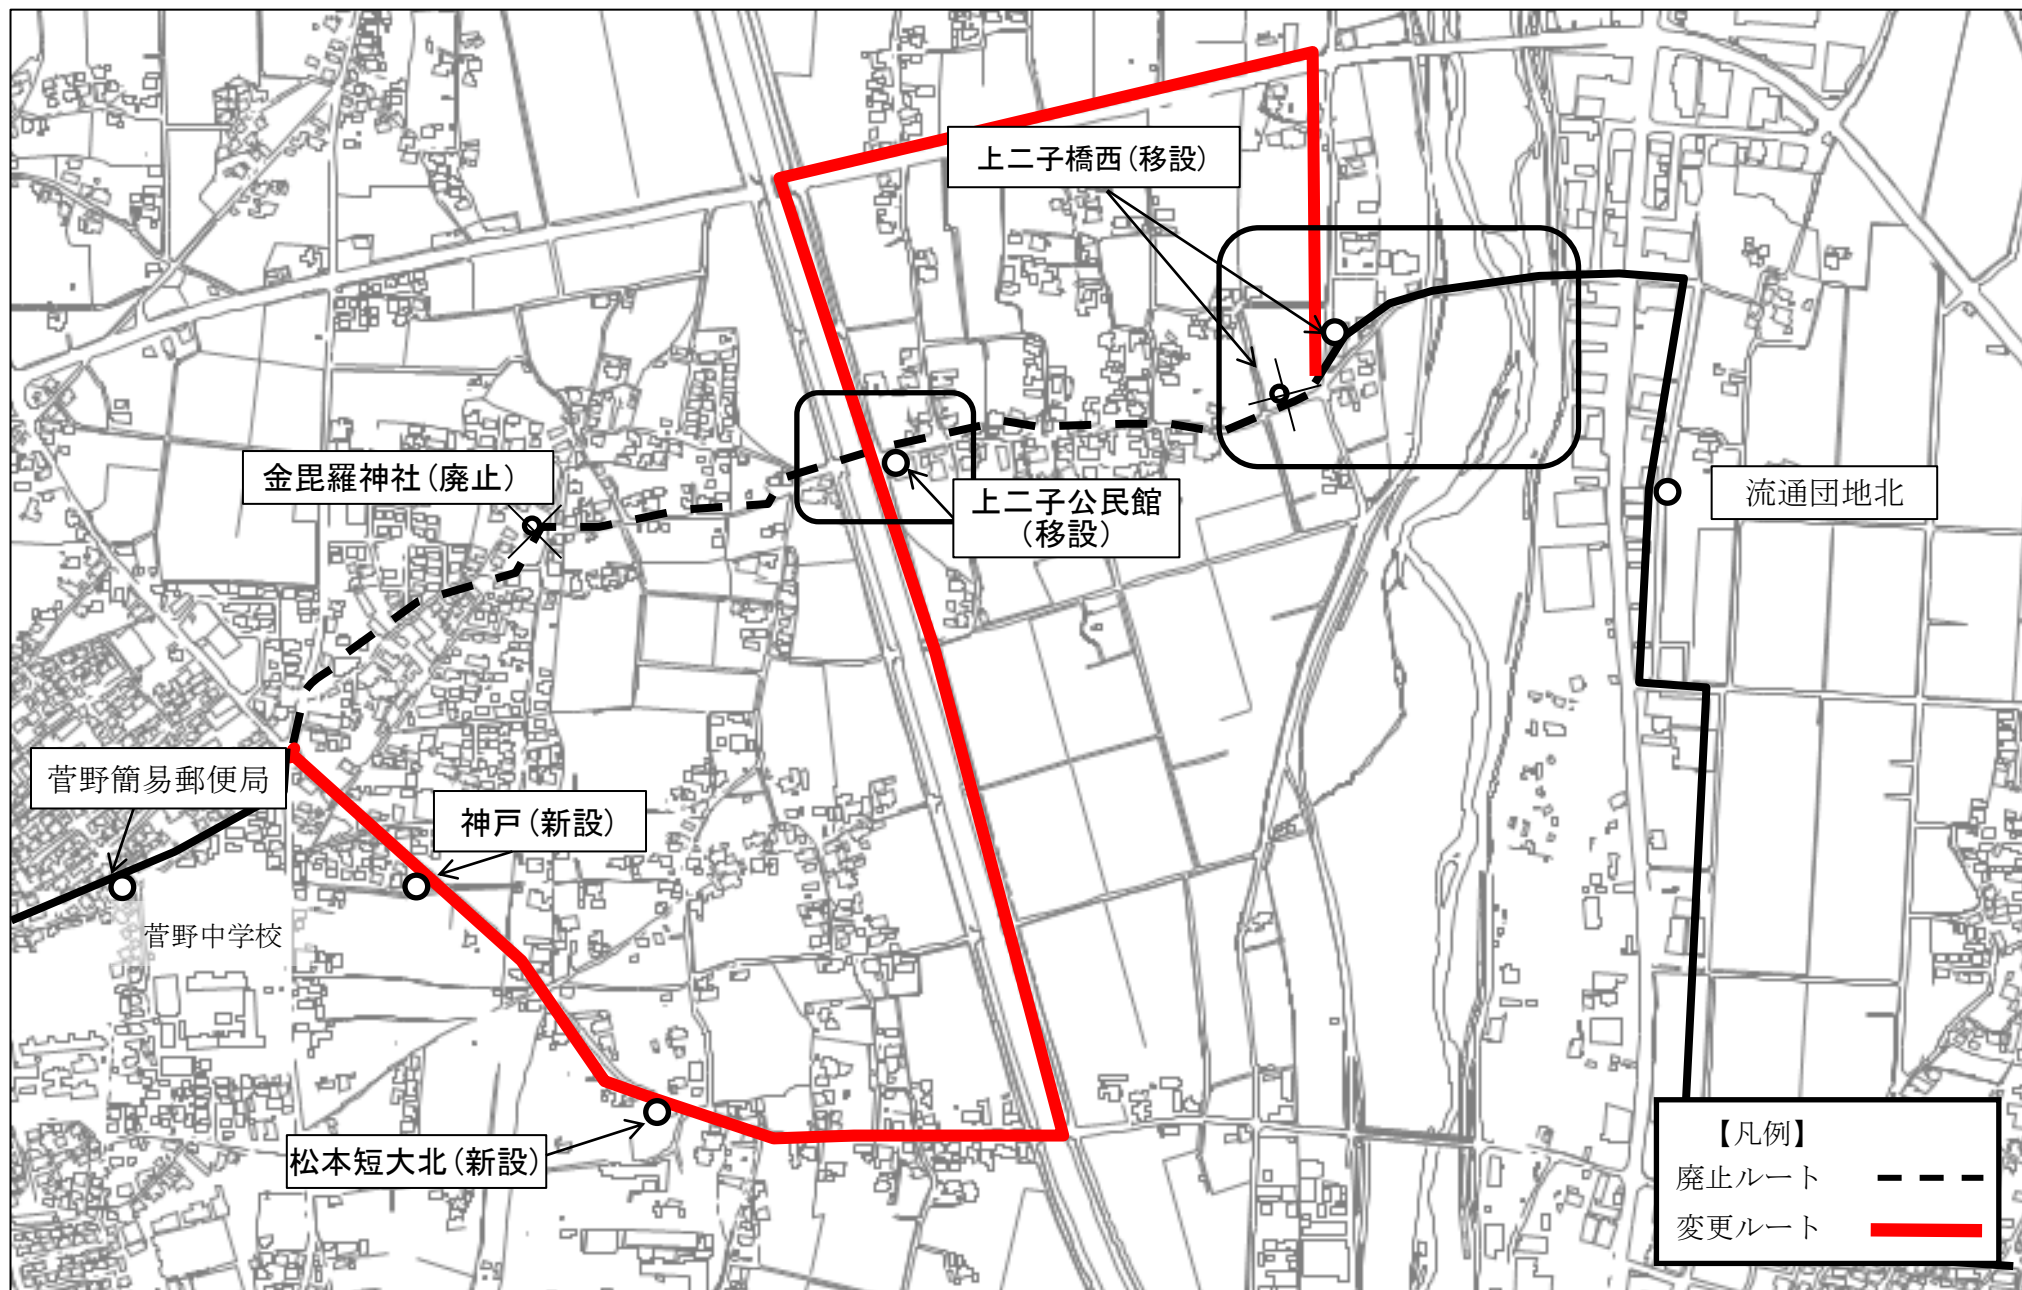 上二子橋西(移設)
金毘羅神社(廃止)
上二子公民館
(移設)
流通団地北
菅野簡易郵便局
神戸(新設)
菅野中学校
松本短大北(新設)
【凡例】
廃止ルート
変更ルート